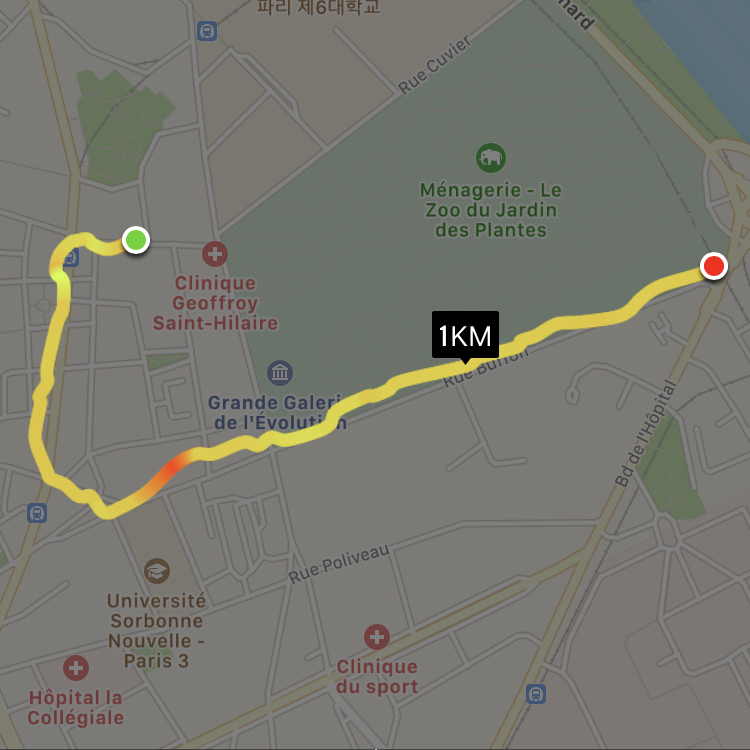 파리 제6대학교
nard
Rue Cuvier
Ménagerie - Le
Zoo du Jardin
des Plantes
Clinique
Geoffroy
Saint-Hilaire
1KM
Rue Buffon
Grande Galerie
de l'Évolution
Bd de l'Hôpital
Rue Poliveau
Université
Sorbonne
Nouvelle -
Paris 3
Clinique
du sport
Hôpital la
Collégiale